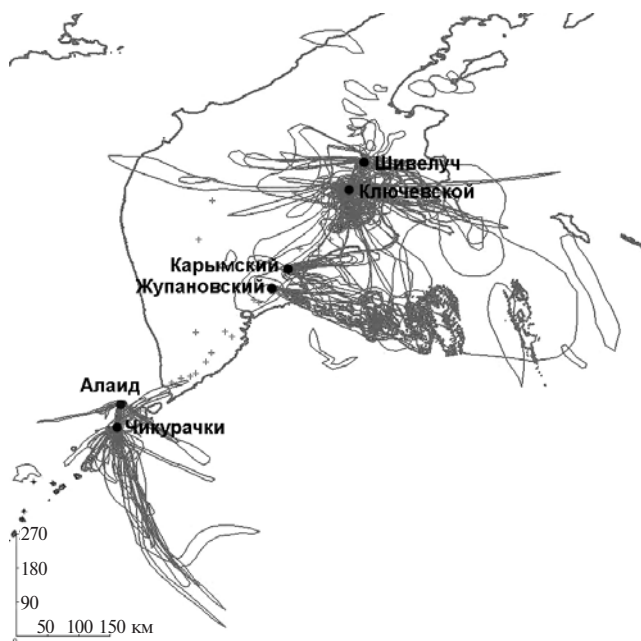 Шивелуч
Ключевской
Карымский
Жупановский
Алаид
Чикурачки
270
180
90
50 100 150 км